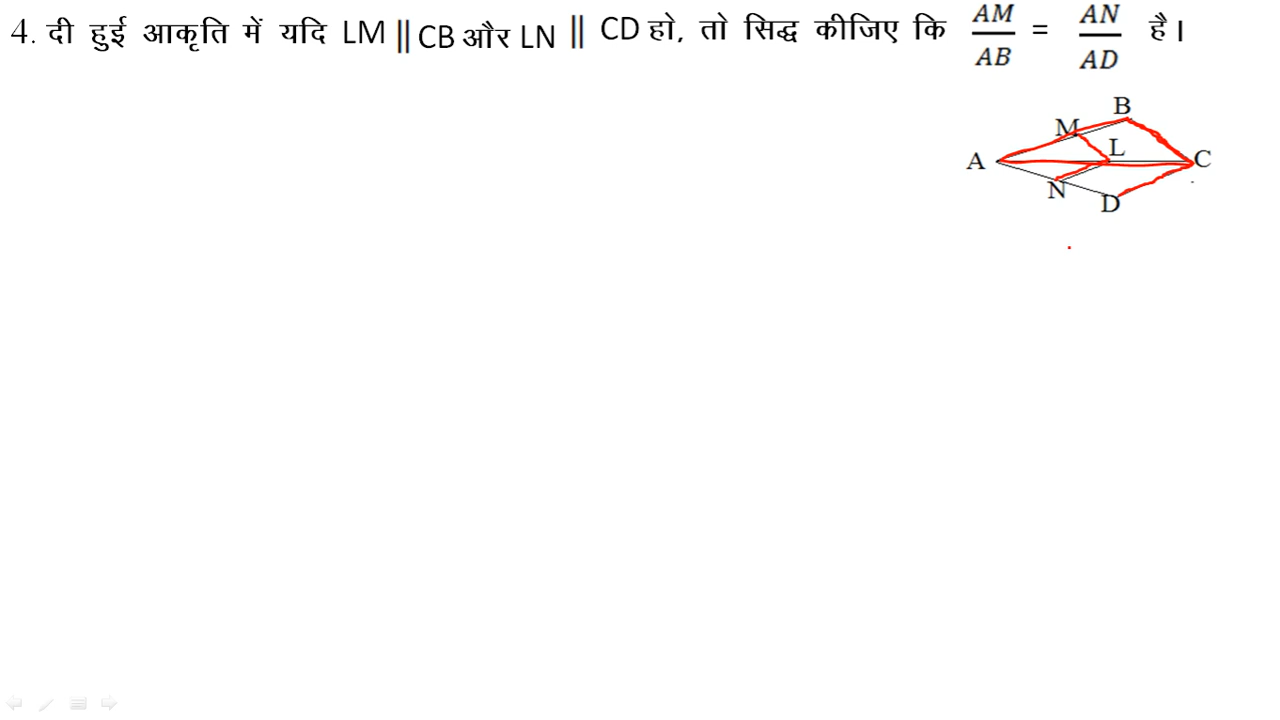 4. दी हुई आकृति में यदि LM || CB और LN || CD हो, तो सिद्ध कीजिए कि AM/AB = AN/AD है।
B
M
L
A
C
N
D